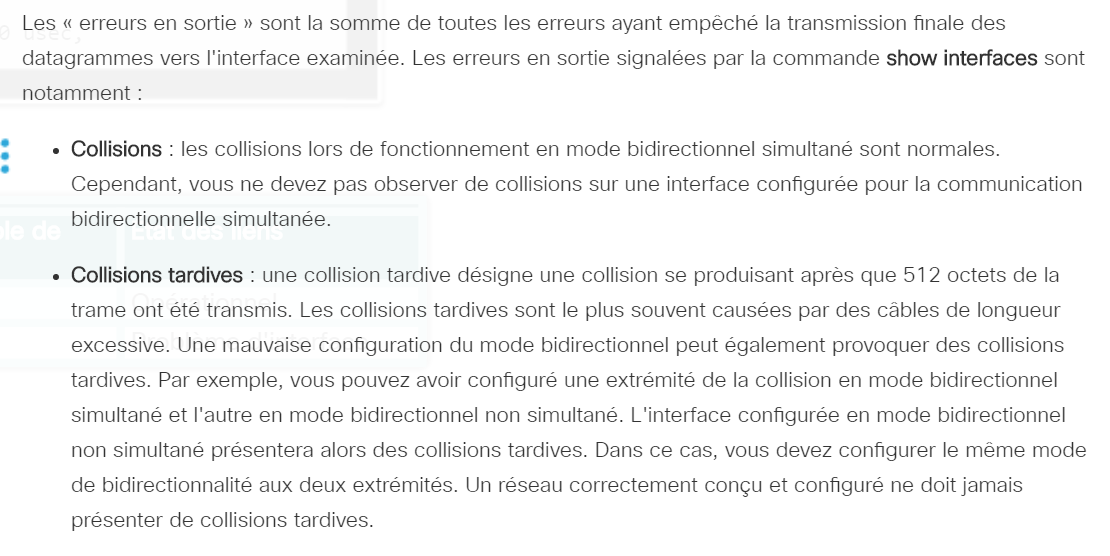 Les « erreurs en sortie » sont la somme de toutes les erreurs ayant empêché la transmission finale des
datagrammes vers l'interface examinée. Les erreurs en sortie signalées par la commande show interfaces sont
notamment :
• Collisions : les collisions lors de fonctionnement en mode bidirectionnel simultané sont normales.
Cependant, vous ne devez pas observer de collisions sur une interface configurée pour la communication
bidirectionnelle simultanée.
• Collisions tardives : une collision tardive désigne une collision se produisant après que 512 octets de la
trame ont été transmis. Les collisions tardives sont le plus souvent causées par des câbles de longueur
excessive. Une mauvaise configuration du mode bidirectionnel peut également provoquer des collisions
tardives. Par exemple, vous pouvez avoir configuré une extrémité de la collision en mode bidirectionnel
simultané et l'autre en mode bidirectionnel non simultané. L'interface configurée en mode bidirectionnel
non simultané présentera alors des collisions tardives. Dans ce cas, vous devez configurer le même mode
de bidirectionnalité aux deux extrémités. Un réseau correctement conçu et configuré ne doit jamais
présenter de collisions tardives.